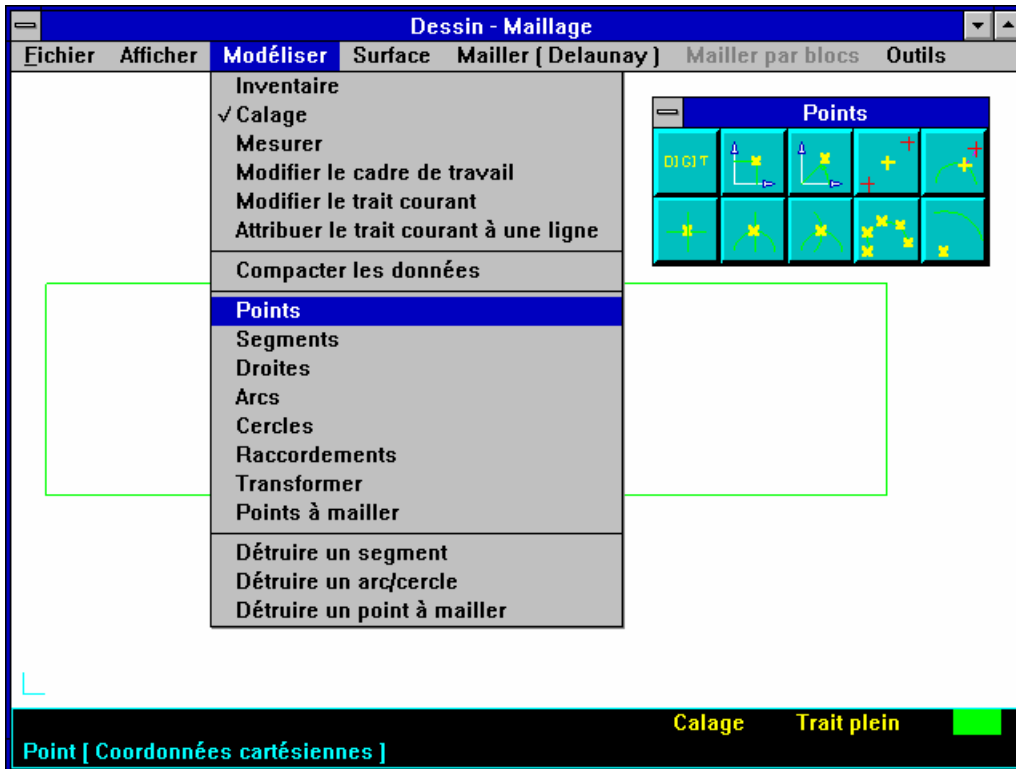 Dessin - Maillage
Fichier Afficher Modéliser Surface Mailler ( Delaunay ) Mailler par blocs Outils
Inventaire
√ Calage
Mesurer
Modifier le cadre de travail
Modifier le trait courant
Attribuer le trait courant à une ligne
Compacter les données
Points
Segments
Droites
Arcs
Cercles
Raccordements
Transformer
Points à mailler
Détruire un segment
Détruire un arc/cercle
Détruire un point à mailler
Points
DIGIT
Calage Trait plein
Point [ Coordonnées cartésiennes ]